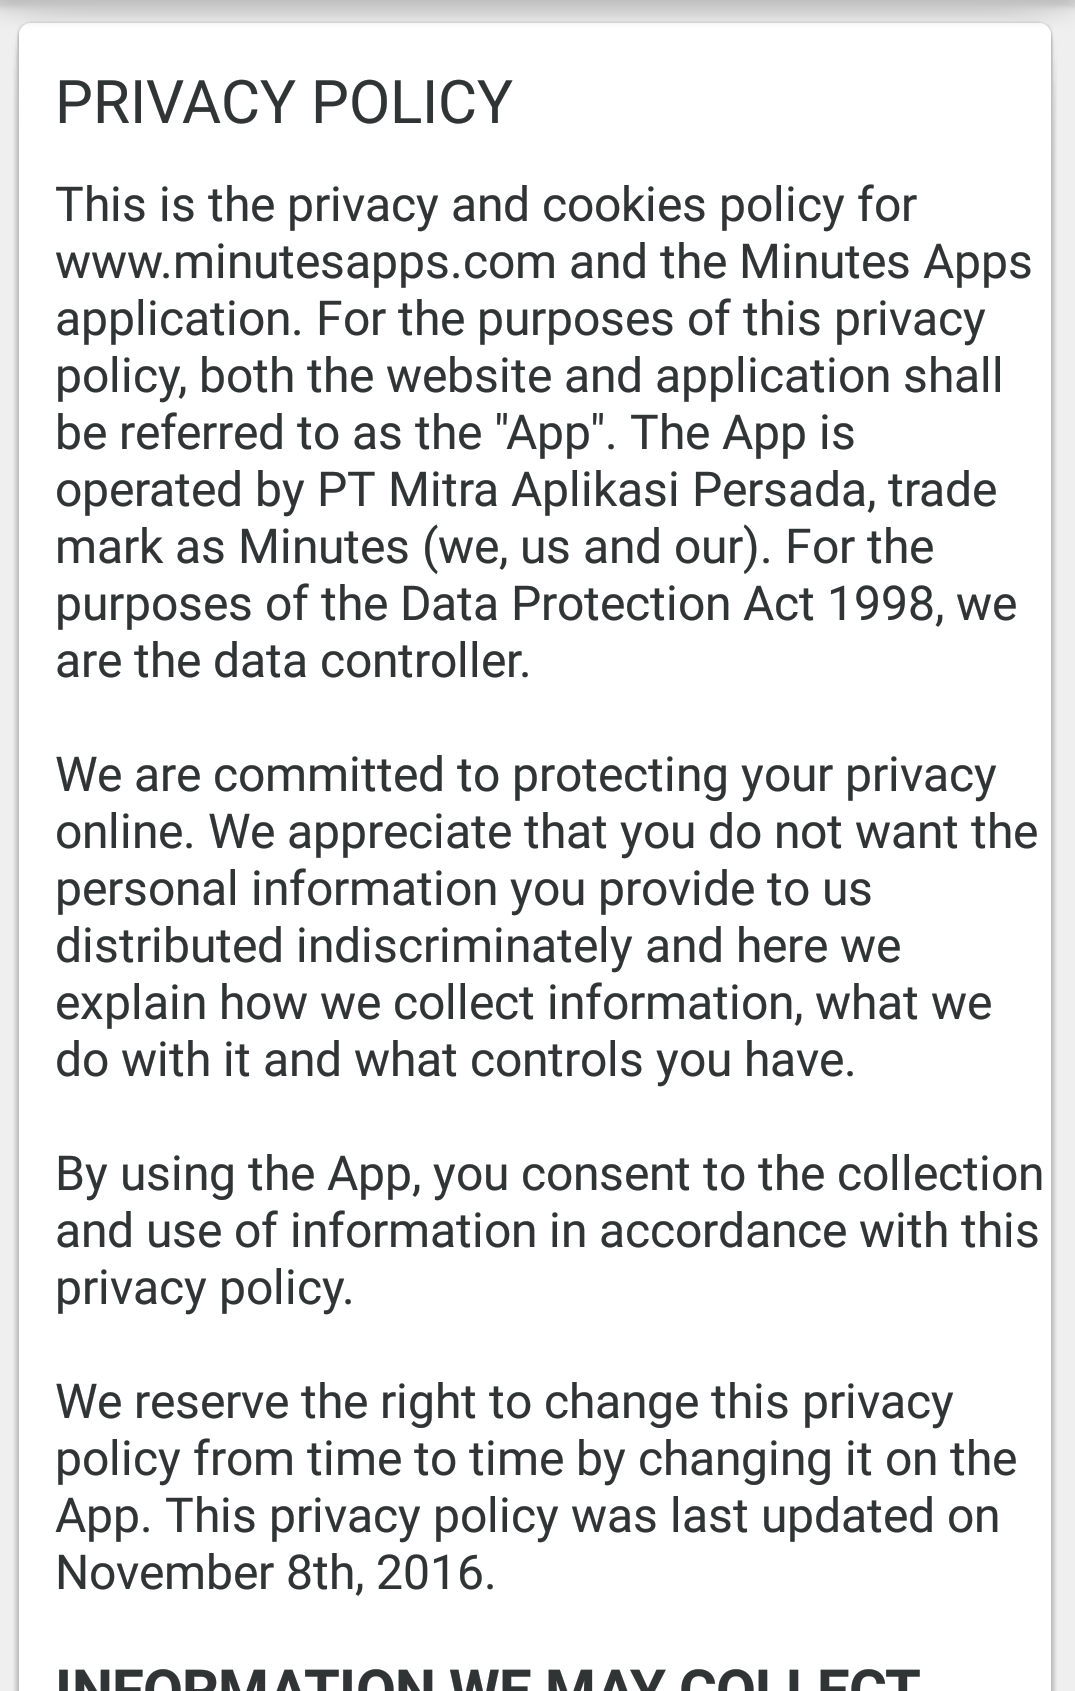 PRIVACY POLICY
This is the privacy and cookies policy for
www.minutesapps.com and the Minutes Apps
application. For the purposes of this privacy
policy, both the website and application shall
be referred to as the "App". The App is
operated by PT Mitra Aplikasi Persada, trade
mark as Minutes (we, us and our). For the
purposes of the Data Protection Act 1998, we
are the data controller.
We are committed to protecting your privacy
online. We appreciate that you do not want the
personal information you provide to us
distributed indiscriminately and here we
explain how we collect information, what we
do with it and what controls you have.
By using the App, you consent to the collection
and use of information in accordance with this
privacy policy.
We reserve the right to change this privacy
policy from time to time by changing it on the
App. This privacy policy was last updated on
November 8th, 2016.
INFORMATION WE MAY COLLECT